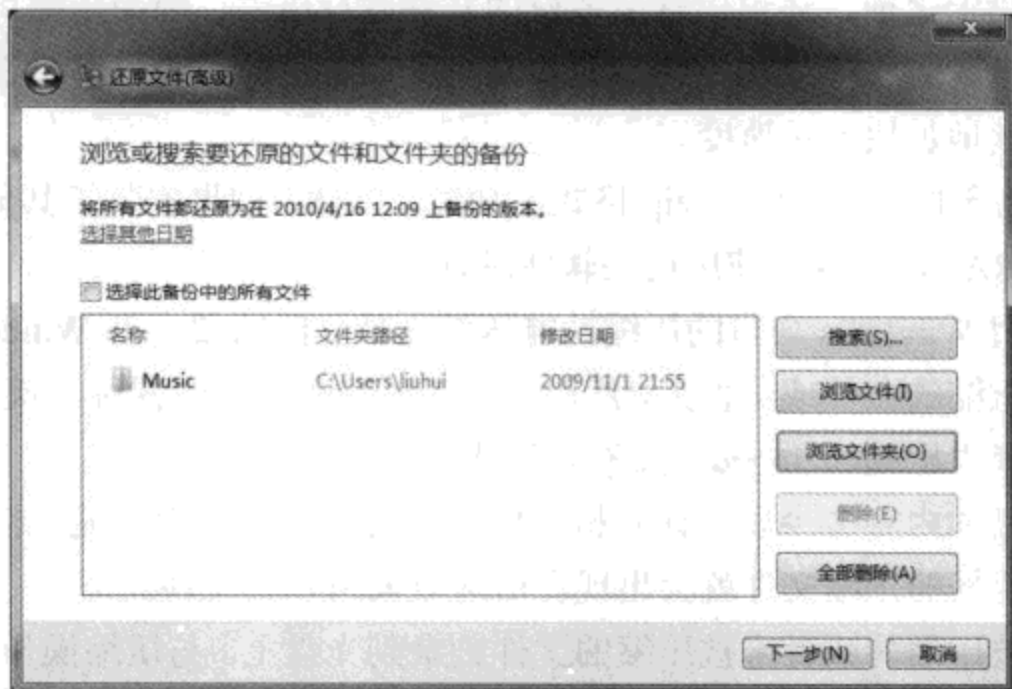 还原文件(高级)
浏览或搜索要还原的文件和文件夹的备份
将所有文件都还原为在 2010/4/16 12:09 上备份的版本。
选择其他日期
选择此备份中的所有文件
名称 文件夹路径 修改日期
Music C:\Users\liuhui 2009/11/1 21:55
搜索(S)...
浏览文件(I)
浏览文件夹(O)
删除(E)
全部删除(A)
下一步(N) 取消